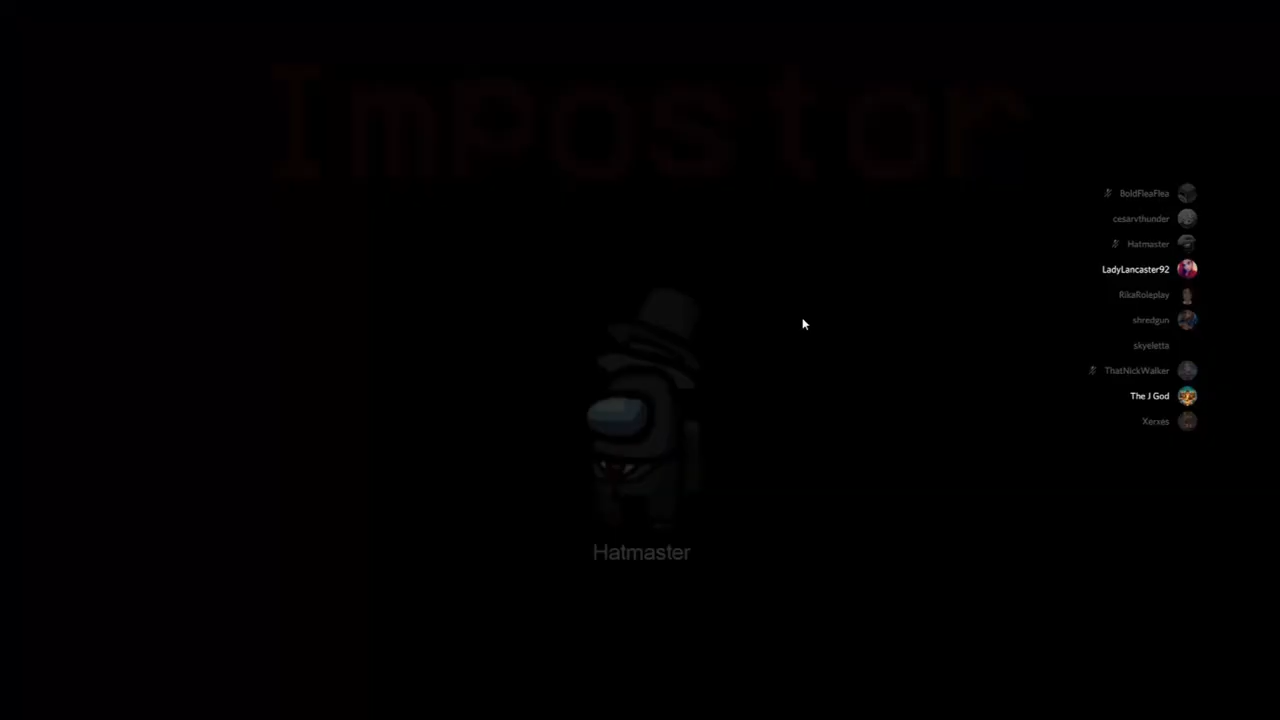 Impostor
BoldFleaFlea
cesarvthunder
Hatmaster
LadyLancaster92
RikaRoleplay
shredgun
skyeletta
ThatNickWalker
The J God
Xerxes
Hatmaster